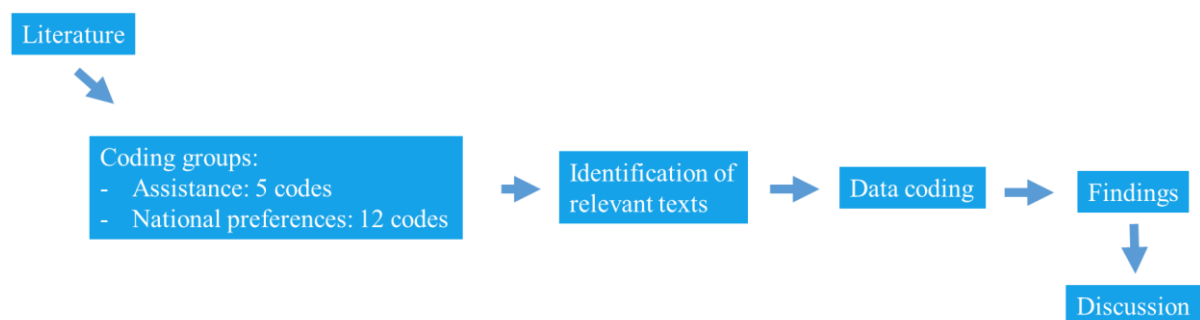 Literature
Coding groups:
- Assistance: 5 codes
- National preferences: 12 codes
Identification of
relevant texts
Data coding
Findings
Discussion